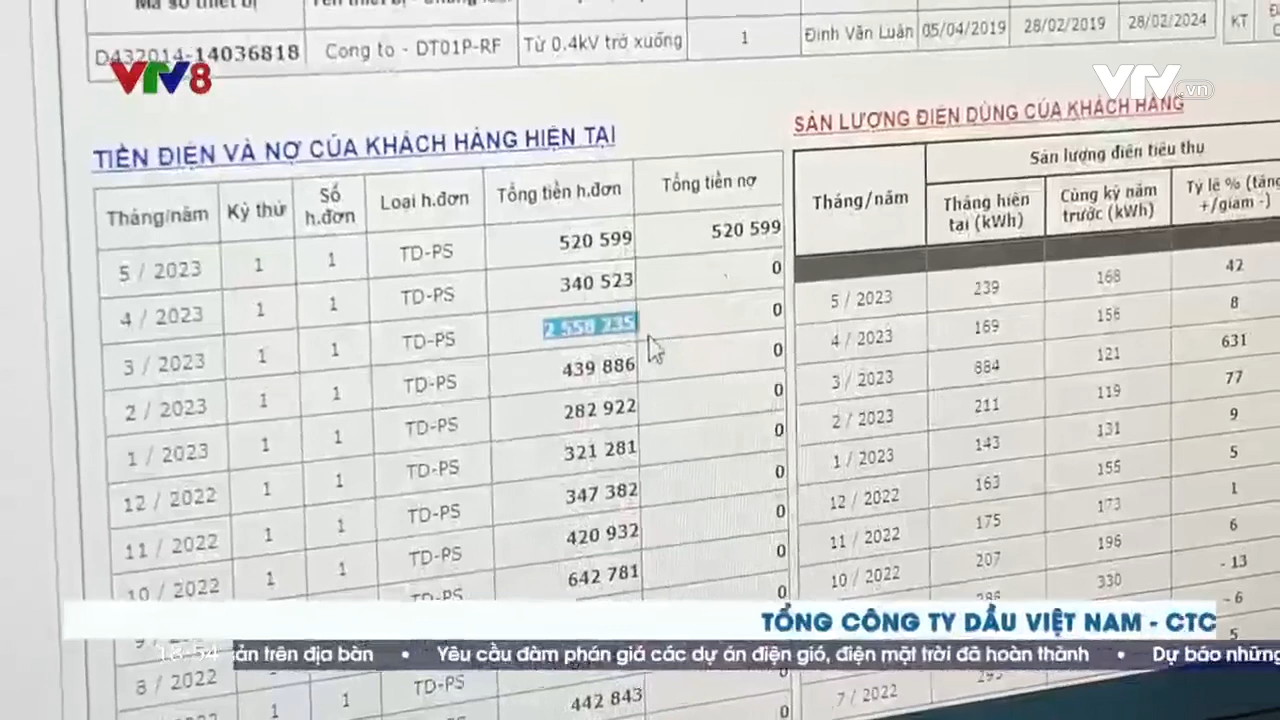 Mã số thiết bị
D432014-14036818 Cong to - DT01P-RF Từ 0.4kV trở xuống 1 Đinh Văn Luân 05/04/2019 28/02/2019 28/02/2024 KT
VTV8
VTV.vn
TIỀN ĐIỆN VÀ NỢ CỦA KHÁCH HÀNG HIỆN TẠI
Tháng/năm Kỳ thứ Số h.đơn Loại h.đơn Tổng tiền h.đơn Tổng tiền nợ
5 / 2023 1 1 TD-PS 520 599 520 599
4 / 2023 1 1 TD-PS 340 523 0
3 / 2023 1 1 TD-PS 2 558 235 0
2 / 2023 1 1 TD-PS 439 886 0
1 / 2023 1 1 TD-PS 282 922 0
12 / 2022 1 1 TD-PS 321 281 0
11 / 2022 1 1 TD-PS 347 382 0
10 / 2022 1 1 TD-PS 420 932 0
642 781 0
8 / 2022 1 1 TD-PS
442 843 0
SẢN LƯỢNG ĐIỆN DÙNG CỦA KHÁCH HÀNG
Sản lượng điện tiêu thụ
Tháng/năm Tháng hiện tại (kWh) Cùng kỳ năm trước (kWh) Tỷ lệ % (tăng +/giảm -)
5 / 2023 239 168 42
4 / 2023 169 156 8
3 / 2023 884 121 631
2 / 2023 211 119 77
1 / 2023 143 131 9
12 / 2022 163 155 5
11 / 2022 175 173 1
10 / 2022 207 196 6
330 - 13
- 6
5
7 / 2022
TỔNG CÔNG TY DẦU VIỆT NAM - CTC
18:54 sản trên địa bàn • Yêu cầu đàm phán giá các dự án điện gió, điện mặt trời đã hoàn thành • Dự báo những